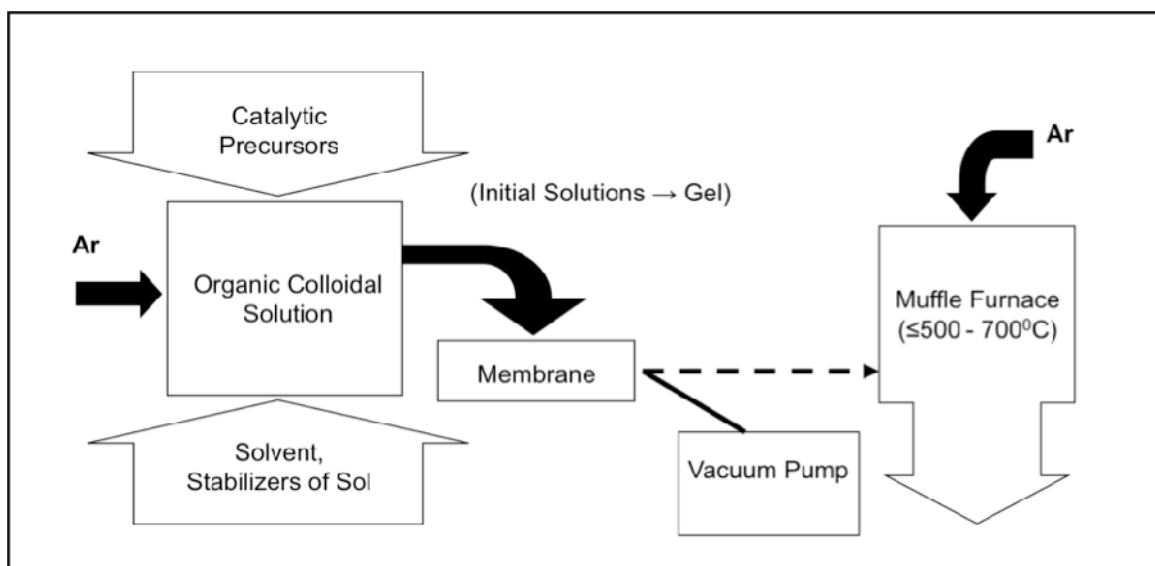 Catalytic
Precursors
Ar
(Initial Solutions → Gel)
Ar
Organic Colloidal
Solution
Muffle Furnace
(≤500 - 700⁰C)
Membrane
Solvent,
Stabilizers of Sol
Vacuum Pump